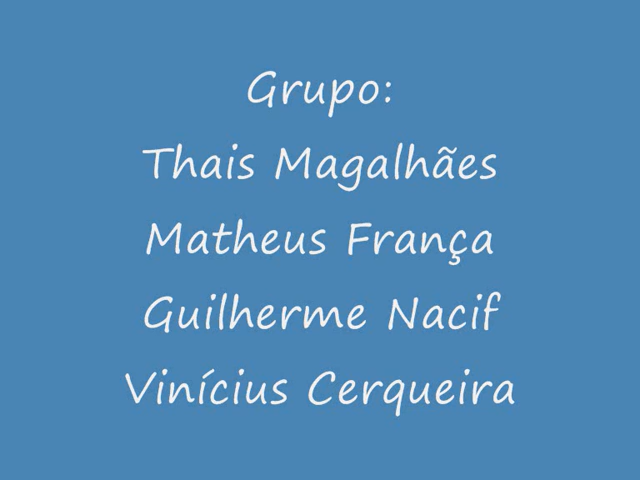 Grupo:
Thais Magalhães
Matheus França
Guilherme Nacif
Vinícius Cerqueira